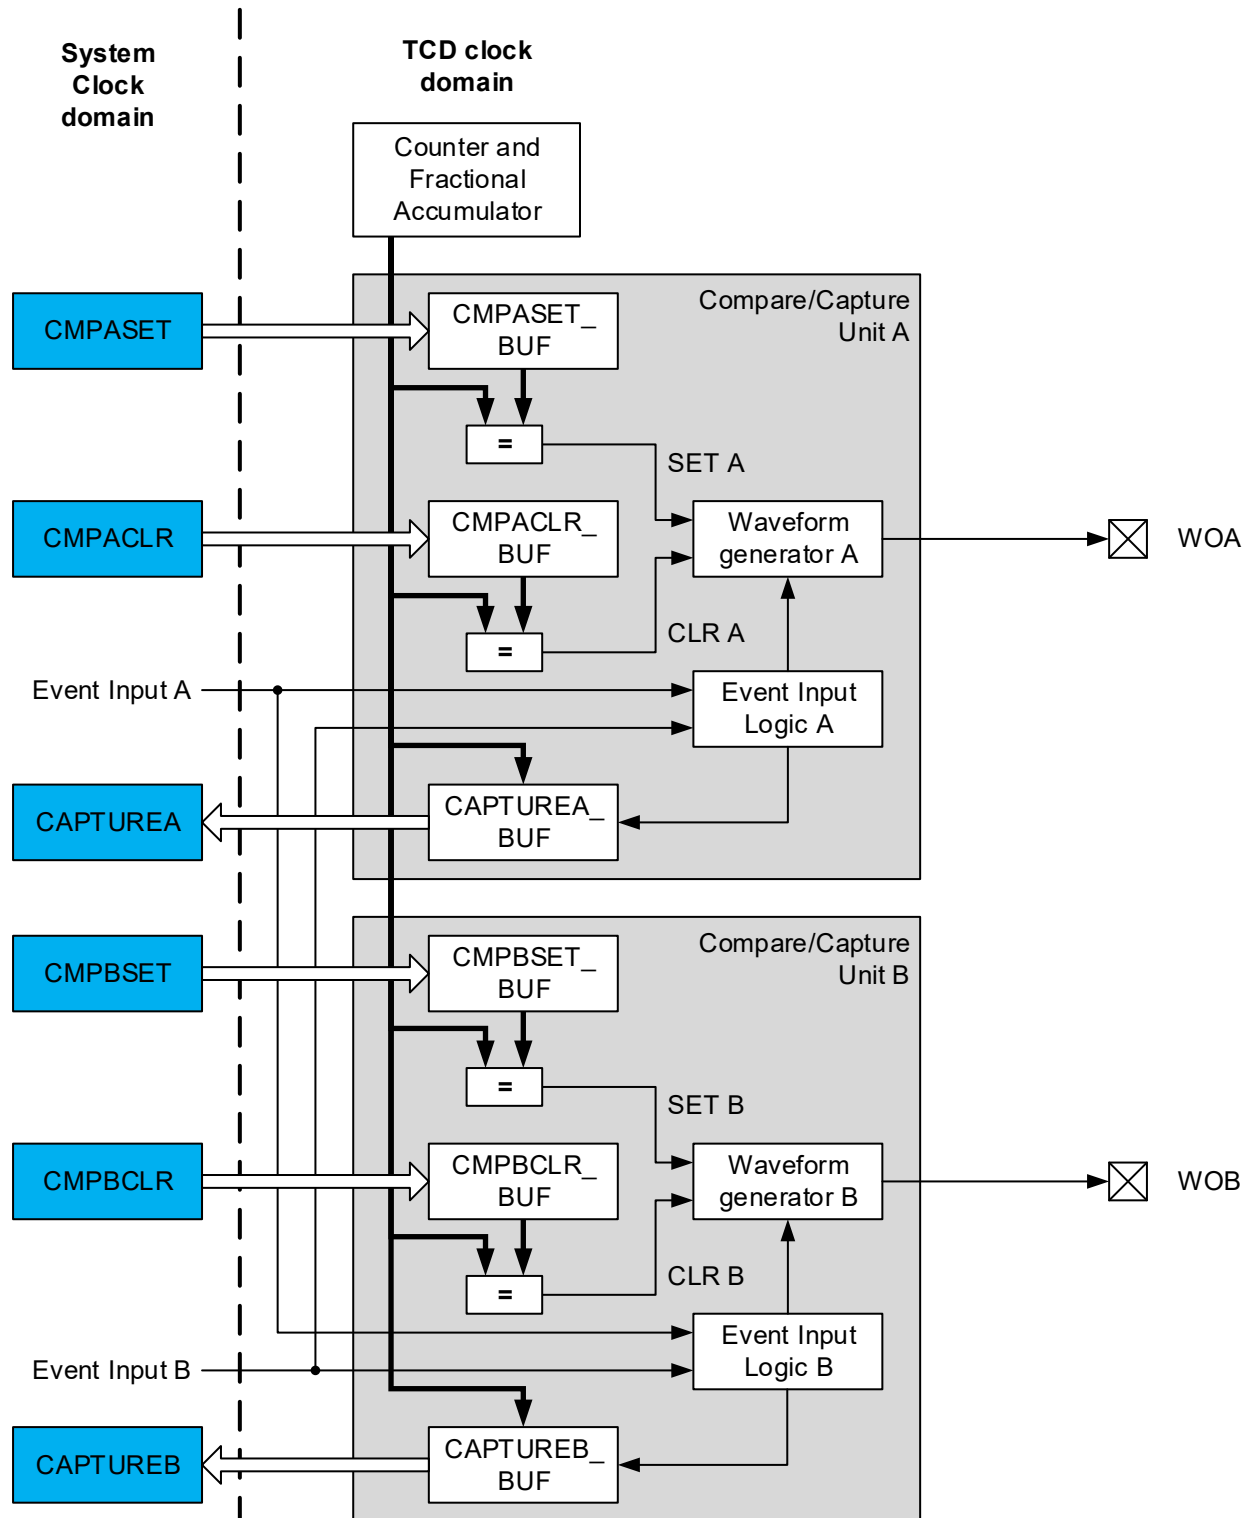 System
Clock
domain
TCD clock
domain
Counter and
Fractional
Accumulator
Compare/Capture
Unit A
CMPASET
CMPASET_
BUF
=
SET A
CMPACLR
CMPACLR_
BUF
Waveform
generator A
WOA
=
CLR A
Event Input A
Event Input
Logic A
CAPTUREA
CAPTUREA_
BUF
Compare/Capture
Unit B
CMPBSET
CMPBSET_
BUF
=
SET B
CMPBCLR
CMPBCLR_
BUF
Waveform
generator B
WOB
=
CLR B
Event Input B
Event Input
Logic B
CAPTUREB
CAPTUREB_
BUF